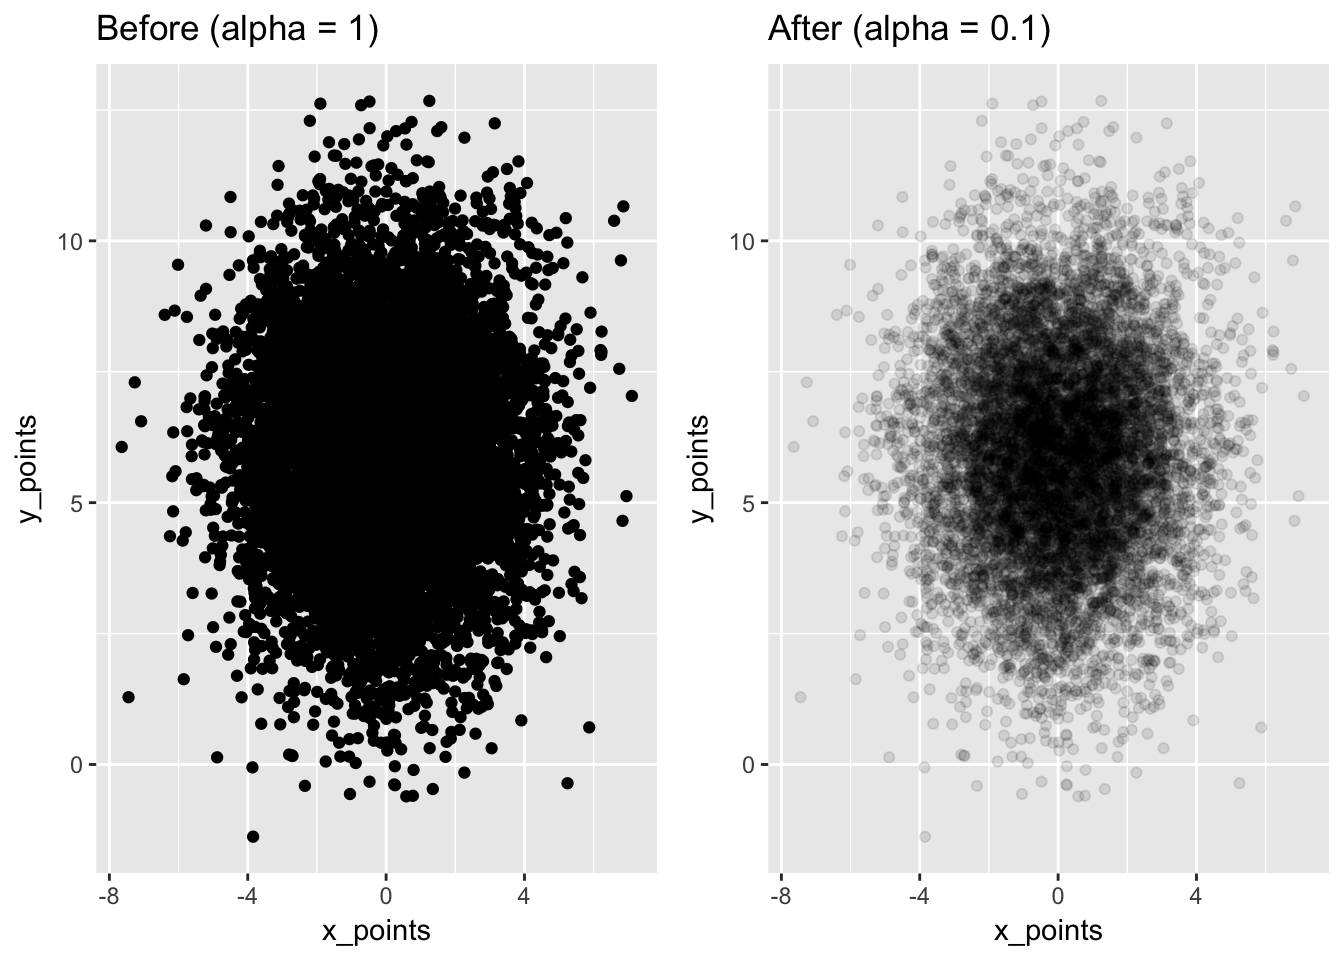 Before (alpha = 1)
y_points
10
5
0
-8
-4
0
4
x_points
After (alpha = 0.1)
y_points
10
5
0
-8
-4
0
4
x_points